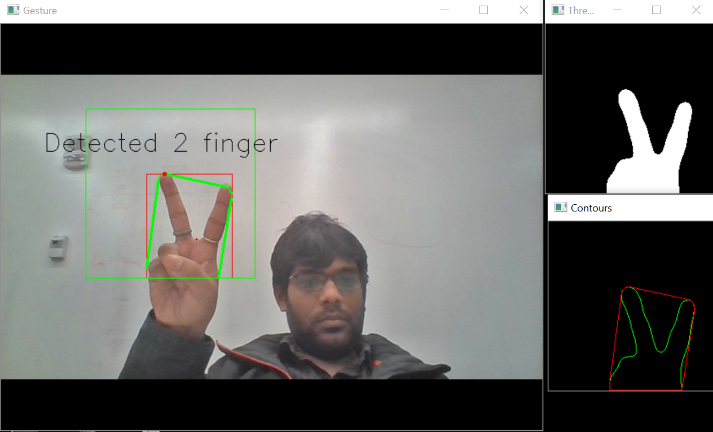 Gesture
Thre...
Detected 2 finger
Contours